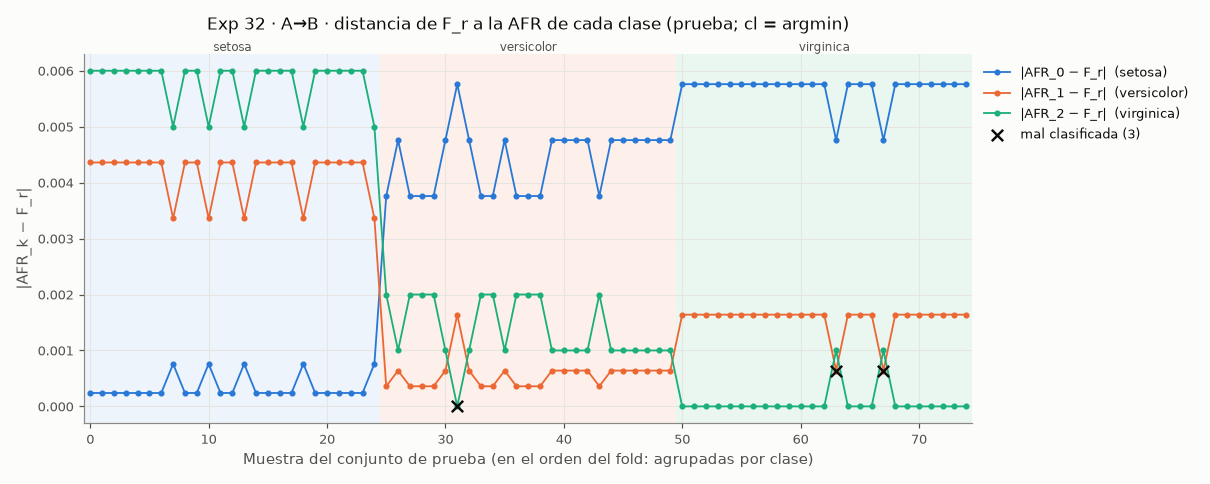 Exp 32 · A→B · distancia de F_r a la AFR de cada clase (prueba; cl = argmin)
setosa versicolor virginica
|AFR_0 − F_r| (setosa)
|AFR_1 − F_r| (versicolor)
|AFR_2 − F_r| (virginica)
mal clasificada (3)
|AFR_k − F_r|
0.006
0.005
0.004
0.003
0.002
0.001
0.000
0 10 20 30 40 50 60 70
Muestra del conjunto de prueba (en el orden del fold: agrupadas por clase)